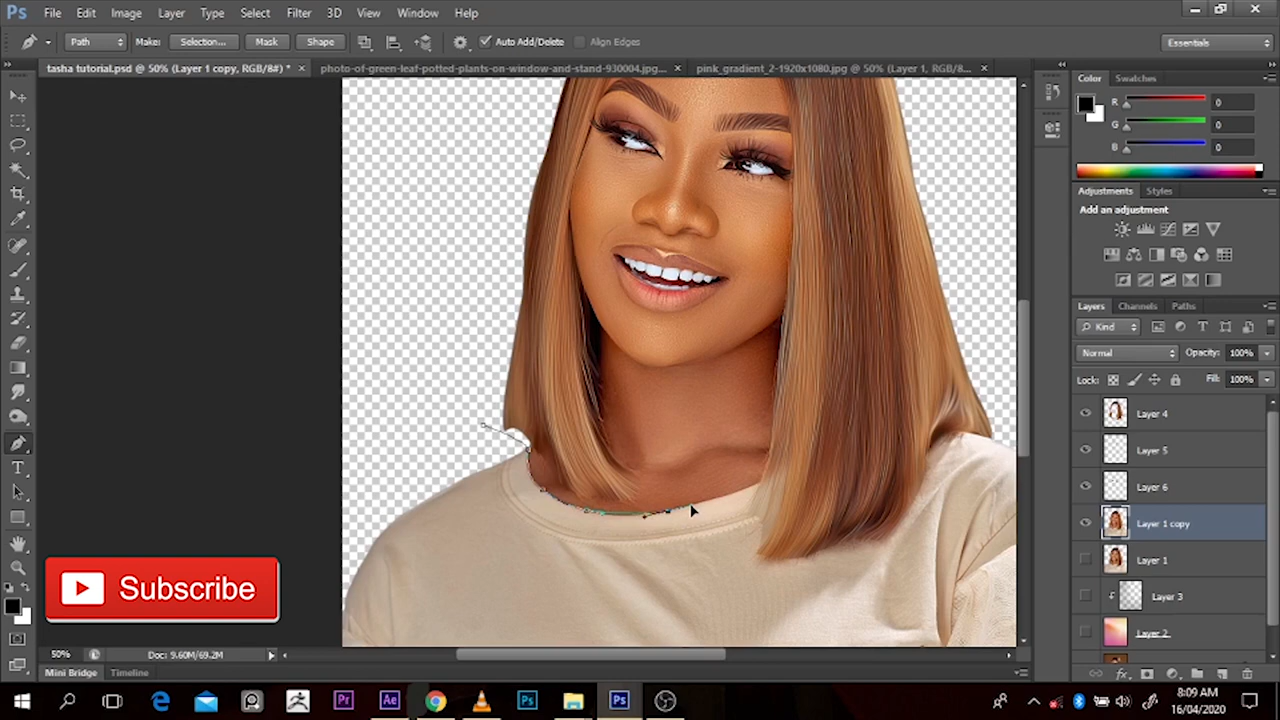 Ps File Edit Image Layer Type Select Filter 3D View Window Help
Path Make: Selection... Mask Shape Auto Add/Delete Align Edges Essentials
tasha tutorial.psd @ 50% (Layer 1 copy, RGB/8#) * × photo-of-green-leaf-potted-plants-on-window-and-stand-930004.jpg... × pink_gradient_2-1920x1080.jpg @ 50% (Layer 1, RGB/8... ×
Color Swatches
R 0
G 0
B 0
Adjustments Styles
Add an adjustment
Layers Channels Paths
Kind
Normal Opacity: 100%
Lock: Fill: 100%
Layer 4
Layer 5
Layer 6
Layer 1 copy
Layer 1
Layer 3
Layer 2
Subscribe
50% Doc: 9.60M/69.2M
Mini Bridge Timeline
8:09 AM
16/04/2020